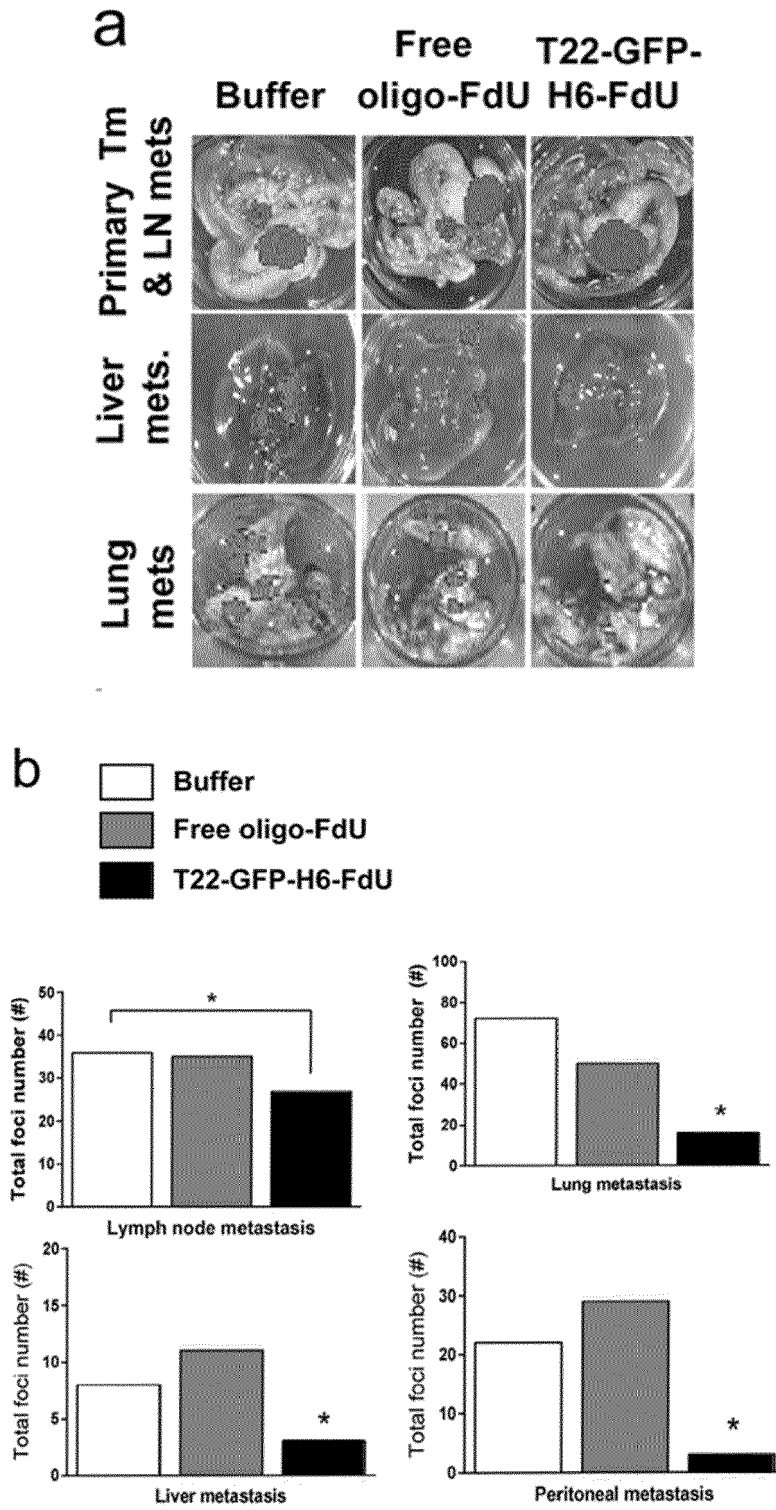 a
Buffer
Free
oligo-FdU
T22-GFP-
H6-FdU
Primary Tm
& LN mets
Liver
mets.
Lung
mets
b
Buffer
Free oligo-FdU
T22-GFP-H6-FdU
Total foci number (#)
50
40
30
20
10
0
*
Lymph node metastasis
Total foci number (#)
100
80
60
40
20
0
*
Lung metastasis
Total foci number (#)
20
15
10
5
0
*
Liver metastasis
Total foci number (#)
40
30
20
10
0
*
Peritoneal metastasis